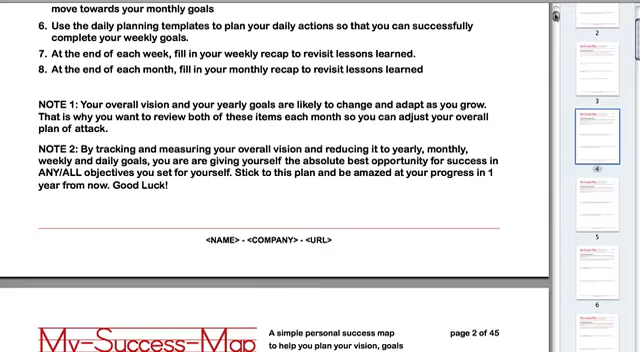 move towards your monthly goals
6. Use the daily planning templates to plan your daily actions so that you can successfully
complete your weekly goals.
7. At the end of each week, fill in your weekly recap to revisit lessons learned.
8. At the end of each month, fill in your monthly recap to revisit lessons learned
NOTE 1: Your overall vision and your yearly goals are likely to change and adapt as you grow.
That is why you want to review both of these items each month so you can adjust your overall
plan of attack.
NOTE 2: By tracking and measuring your overall vision and reducing it to yearly, monthly,
weekly and daily goals, you are are giving yourself the absolute best opportunity for success in
ANY/ALL objectives you set for yourself. Stick to this plan and be amazed at your progress in 1
year from now. Good Luck!
<NAME> - <COMPANY> - <URL>
My-Success-Map
A simple personal success map
to help you plan your vision, goals
page 2 of 45
2
3
4
5
6